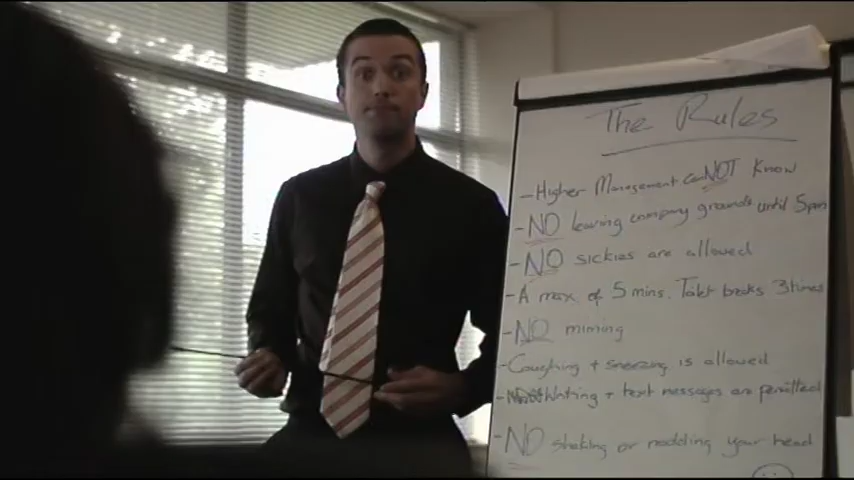 The Rules
- Higher Management canNOT Know
- NO leaving company grounds until 5pm
- NO sickies are allowed
- A max of 5 mins. Toilet breaks 3 times
- NO miming
- Coughing + sneezing is allowed
- Writing + text messages are permitted
- NO shaking or nodding your head